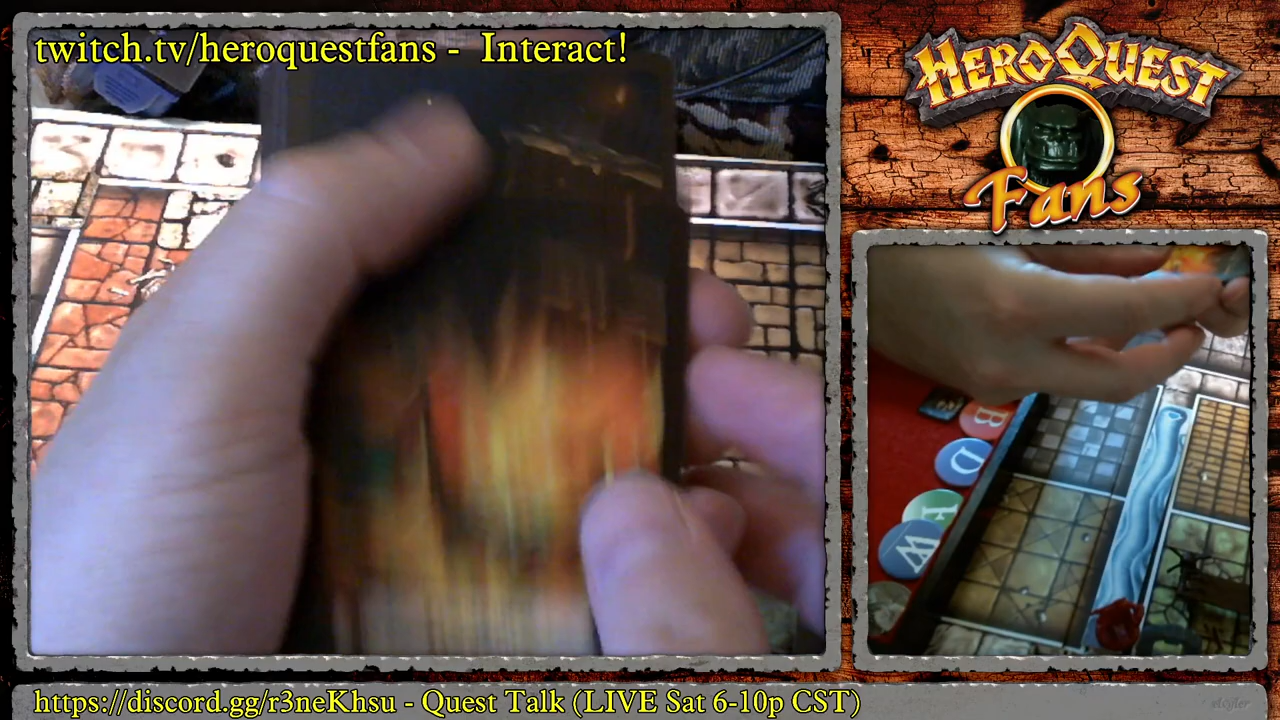 twitch.tv/heroquestfans - Interact!
HEROQUEST
Fans
B
D
F
W
https://discord.gg/r3neKhsu - Quest Talk (LIVE Sat 6-10p CST)